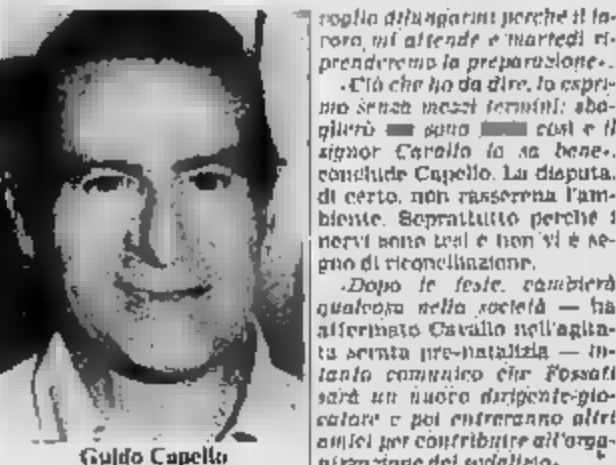 voglio dilungarmi perché il la-
voro mi attende e martedì ri-
prenderemo la preparazione».
«Ciò che ho da dire, lo espri-
mo senza mezzi termini: sba-
glierò sono così e il
signor Cavallo lo sa bene»,
conclude Capello. La disputa,
di certo, non rasserena l'am-
biente. Soprattutto perché i
nervi sono tesi e non vi è se-
gno di riconciliazione.
«Dopo le feste, cambierà
qualcosa nella società — ha
affermato Cavallo nell'agita-
ta serata pre-natalizia — in-
tanto comunico che Fossati
sarà un nuovo dirigente-gio-
catore e poi entreranno altri
amici per contribuire all'orga-
nizzazione del sodalizio.
Guido Capello